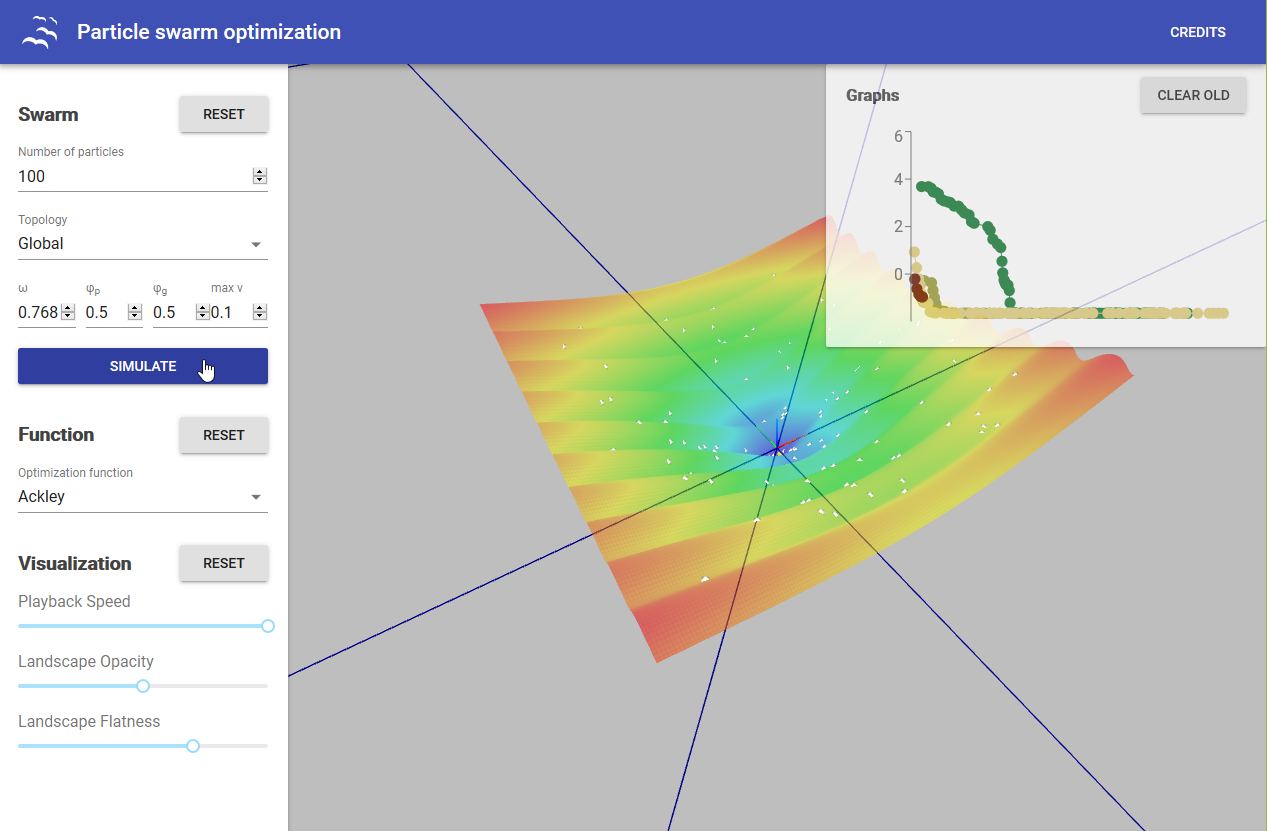 Particle swarm optimization
CREDITS
Swarm
RESET
Number of particles
100
Topology
Global
ω φp φg max v
0.768 0.5 0.5 0.1
SIMULATE
Function
RESET
Optimization function
Ackley
Visualization
RESET
Playback Speed
Landscape Opacity
Landscape Flatness
Graphs
CLEAR OLD
6
4
2
0